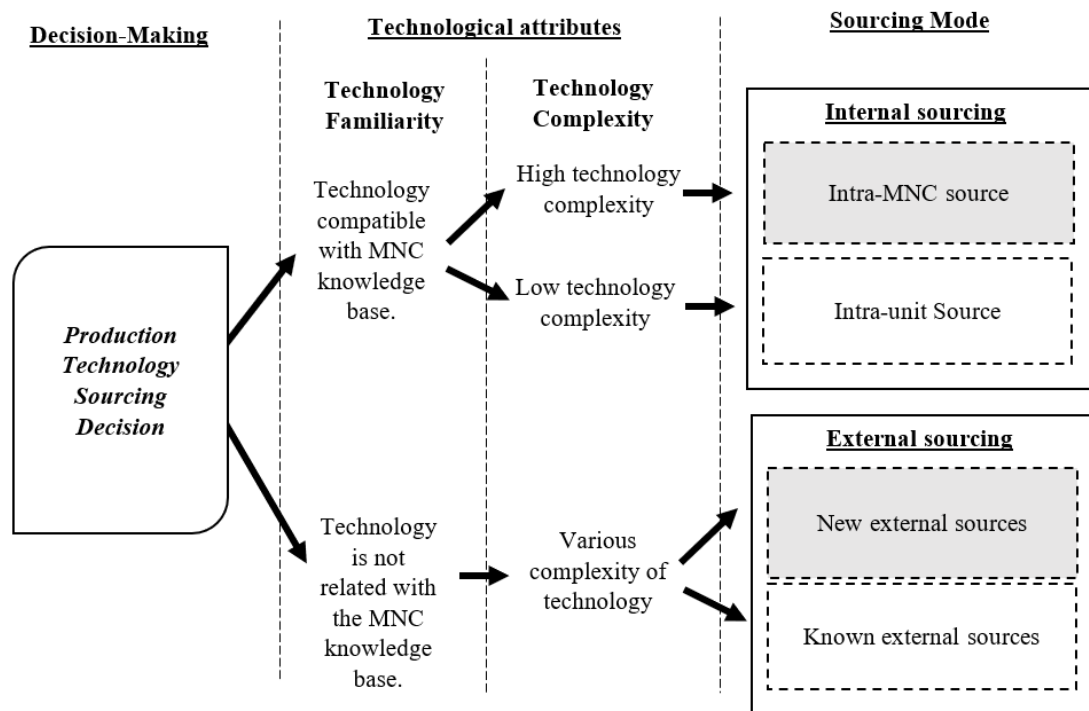 Decision-Making
Technological attributes
Sourcing Mode
Technology
Familiarity
Technology
Complexity
Production
Technology
Sourcing
Decision
Technology
compatible
with MNC
knowledge
base.
High technology
complexity
Low technology
complexity
Internal sourcing
Intra-MNC source
Intra-unit Source
Technology
is not
related with
the MNC
knowledge
base.
Various
complexity of
technology
External sourcing
New external sources
Known external sources